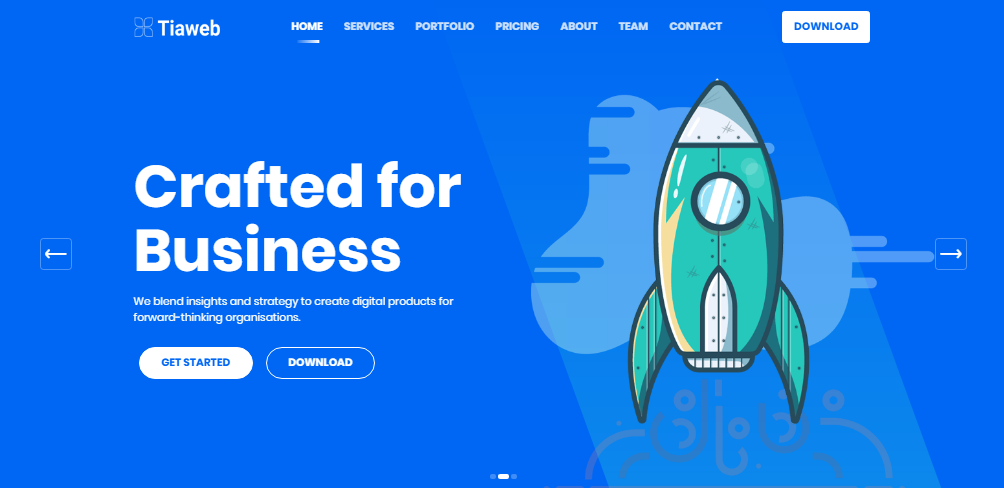 Tiaweb
HOME SERVICES PORTFOLIO PRICING ABOUT TEAM CONTACT
DOWNLOAD
Crafted for
Business
We blend insights and strategy to create digital products for
forward-thinking organisations.
GET STARTED
DOWNLOAD